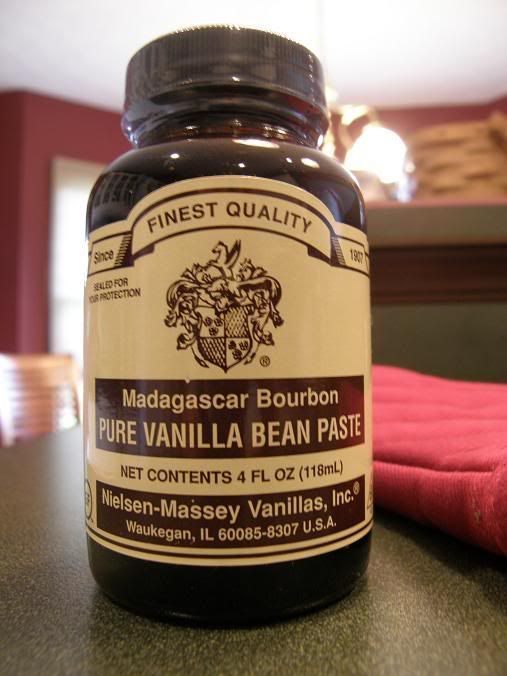 FINEST QUALITY
Since 1907
SEALED FOR
YOUR PROTECTION
®
Madagascar Bourbon
PURE VANILLA BEAN PASTE
NET CONTENTS 4 FL OZ (118mL)
Nielsen-Massey Vanillas, Inc.®
Waukegan, IL 60085-8307 U.S.A.